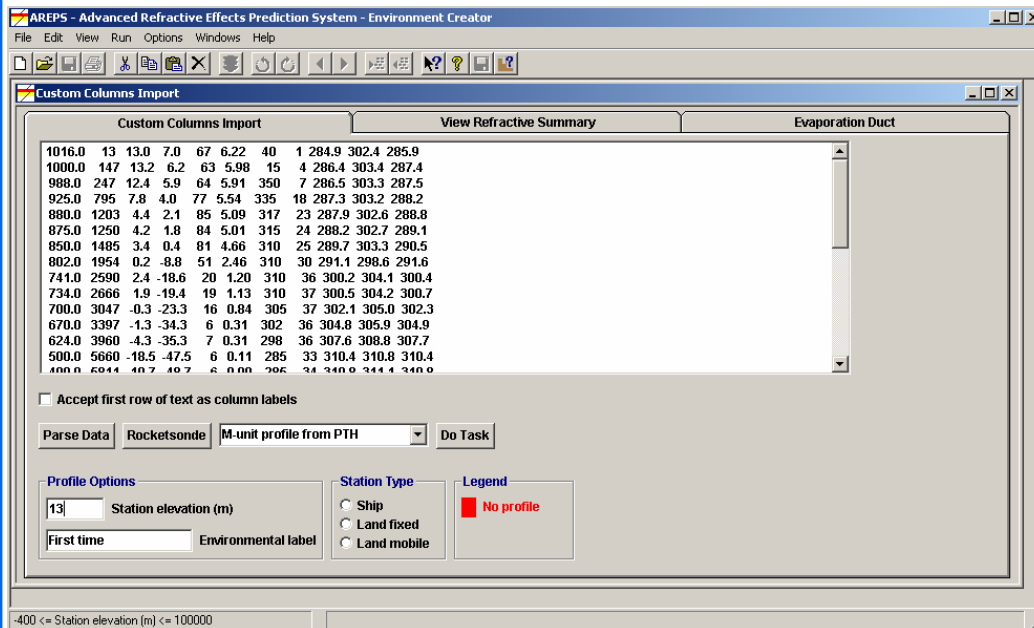 AREPS - Advanced Refractive Effects Prediction System - Environment Creator
File Edit View Run Options Windows Help
Custom Columns Import
Custom Columns Import View Refractive Summary Evaporation Duct
1016.0 13 13.0 7.0 67 6.22 40 1 284.9 302.4 285.9
1000.0 147 13.2 6.2 63 5.98 15 4 286.4 303.4 287.4
988.0 247 12.4 5.9 64 5.91 350 7 286.5 303.3 287.5
925.0 795 7.8 4.0 77 5.54 335 18 287.3 303.2 288.2
880.0 1203 4.4 2.1 85 5.09 317 23 287.9 302.6 288.8
875.0 1250 4.2 1.8 84 5.01 315 24 288.2 302.7 289.1
850.0 1485 3.4 0.4 81 4.66 310 25 289.7 303.3 290.5
802.0 1954 0.2 -8.8 51 2.46 310 30 291.1 298.6 291.6
741.0 2590 2.4 -18.6 20 1.20 310 36 300.2 304.1 300.4
734.0 2666 1.9 -19.4 19 1.13 310 37 300.5 304.2 300.7
700.0 3047 -0.3 -23.3 16 0.84 305 37 302.1 305.0 302.3
670.0 3397 -1.3 -34.3 6 0.31 302 36 304.8 305.9 304.9
624.0 3960 -4.3 -35.3 7 0.31 298 36 307.6 308.8 307.7
500.0 5660 -18.5 -47.5 6 0.11 285 33 310.4 310.8 310.4
Accept first row of text as column labels
Parse Data Rocketsonde M-unit profile from PTH Do Task
Profile Options Station Type Legend
13 Station elevation (m) Ship No profile
Land fixed
First time Environmental label Land mobile
-400 <= Station elevation (m) <= 100000